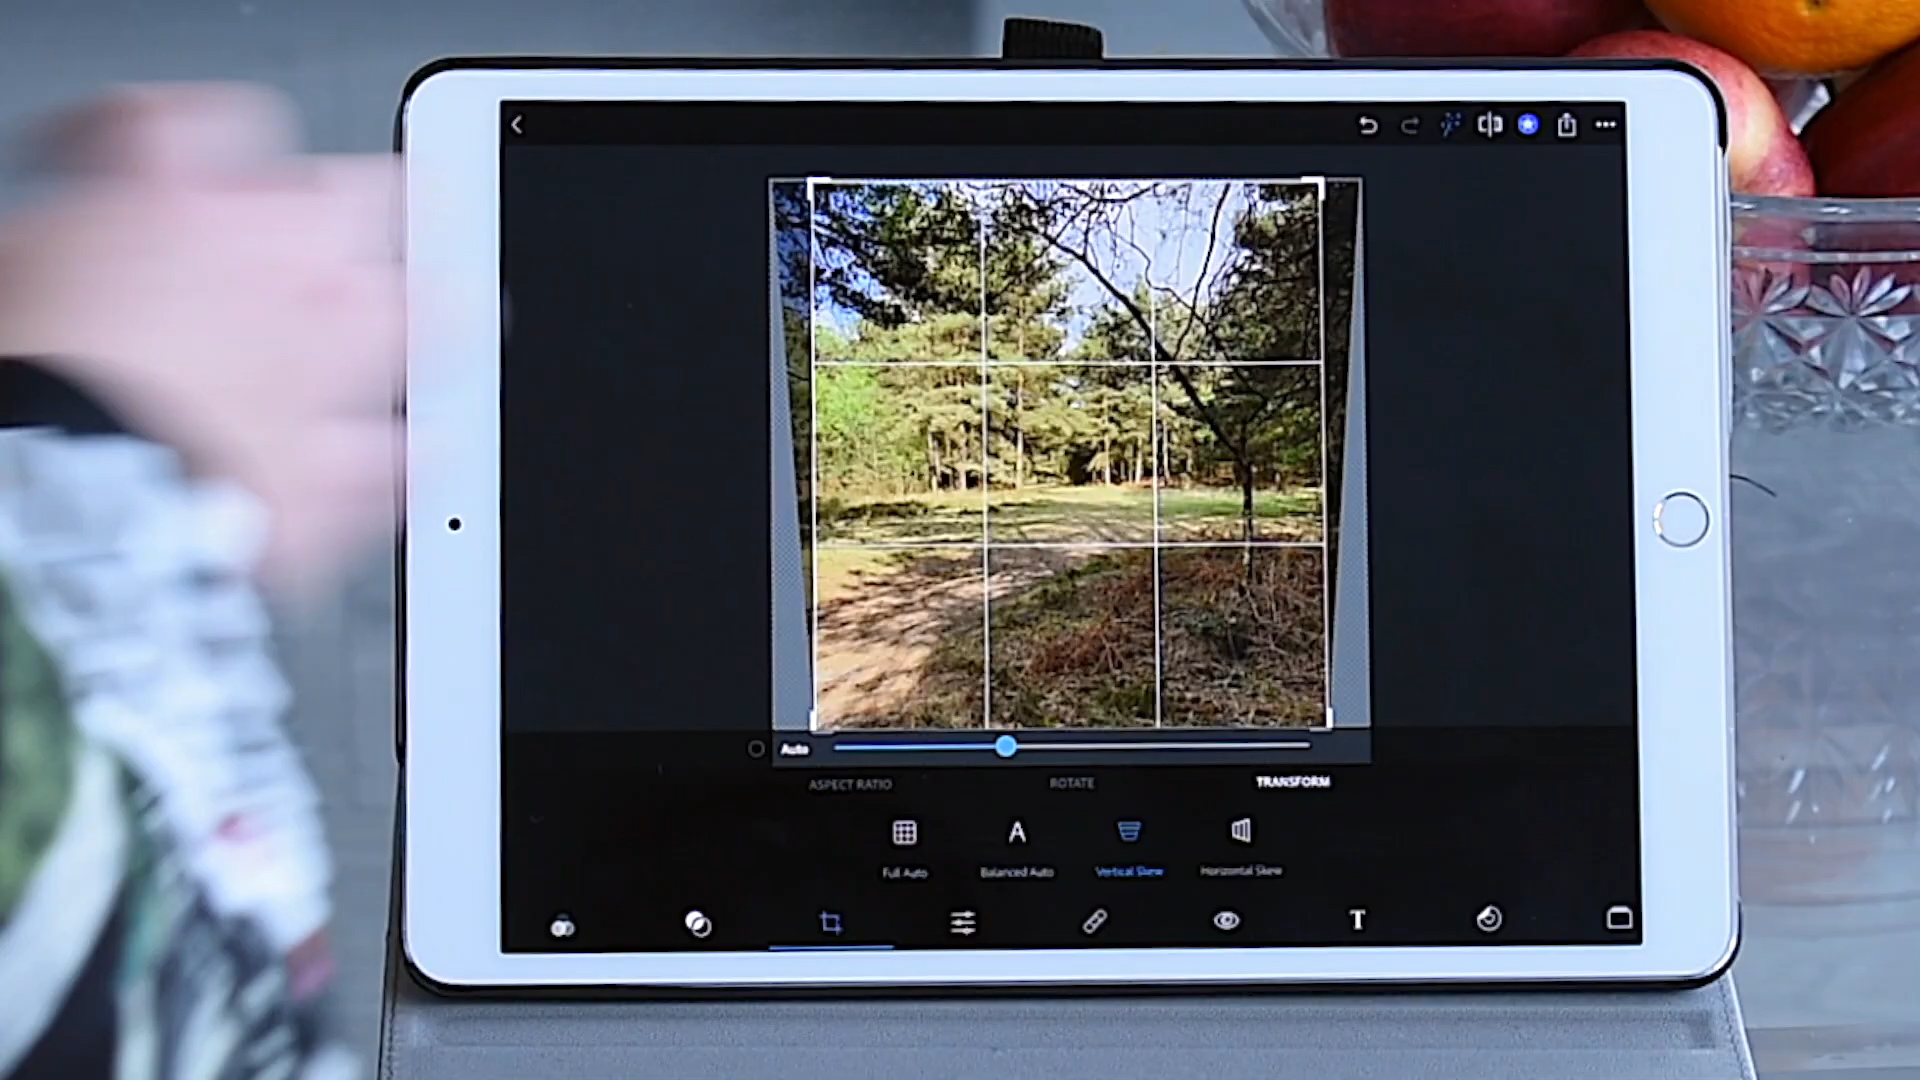 Auto
ASPECT RATIO ROTATE TRANSFORM
A
Full Auto Balanced Auto Vertical Skew Horizontal Skew
T